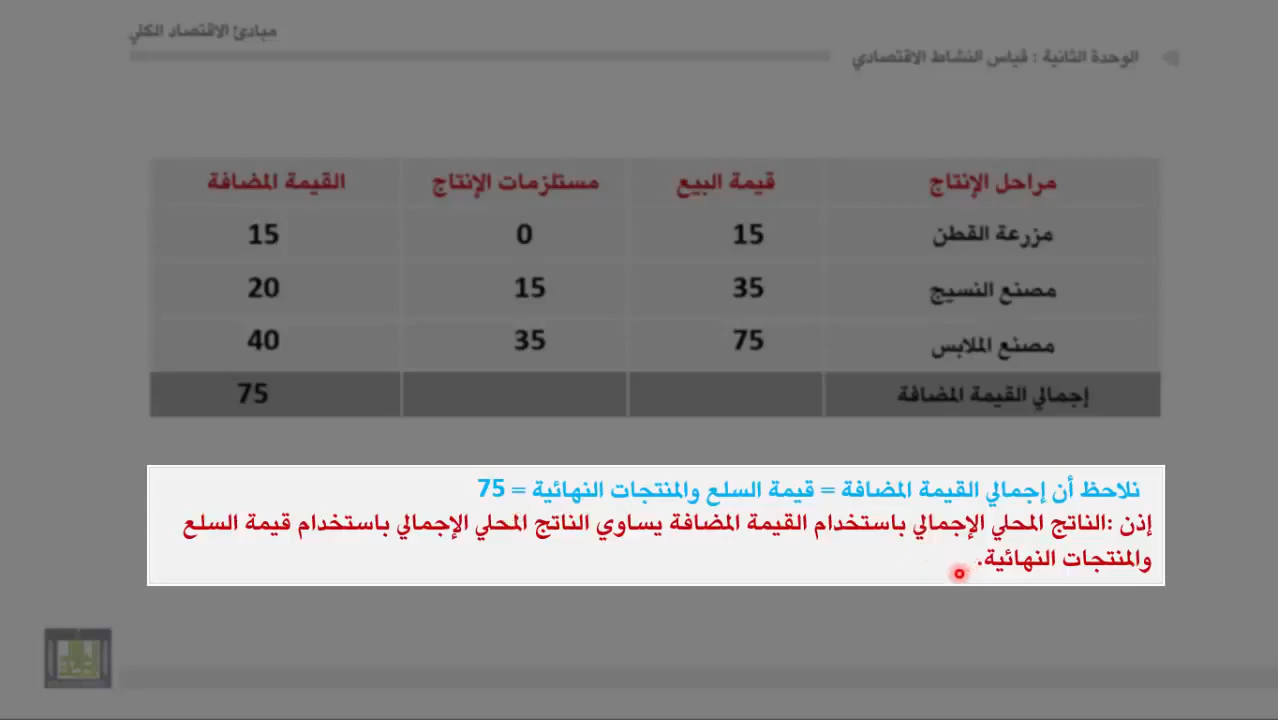 مبادئ الاقتصاد الكلي
الوحدة الثانية : قياس النشاط الاقتصادي
مراحل الإنتاج قيمة البيع مستلزمات الإنتاج القيمة المضافة
مزرعة القطن 15 0 15
مصنع النسيج 35 15 20
مصنع الملابس 75 35 40
إجمالي القيمة المضافة 75
نلاحظ أن إجمالي القيمة المضافة = قيمة السلع والمنتجات النهائية = 75
إذن :الناتج المحلي الإجمالي باستخدام القيمة المضافة يساوي الناتج المحلي الإجمالي باستخدام قيمة السلع
والمنتجات النهائية.